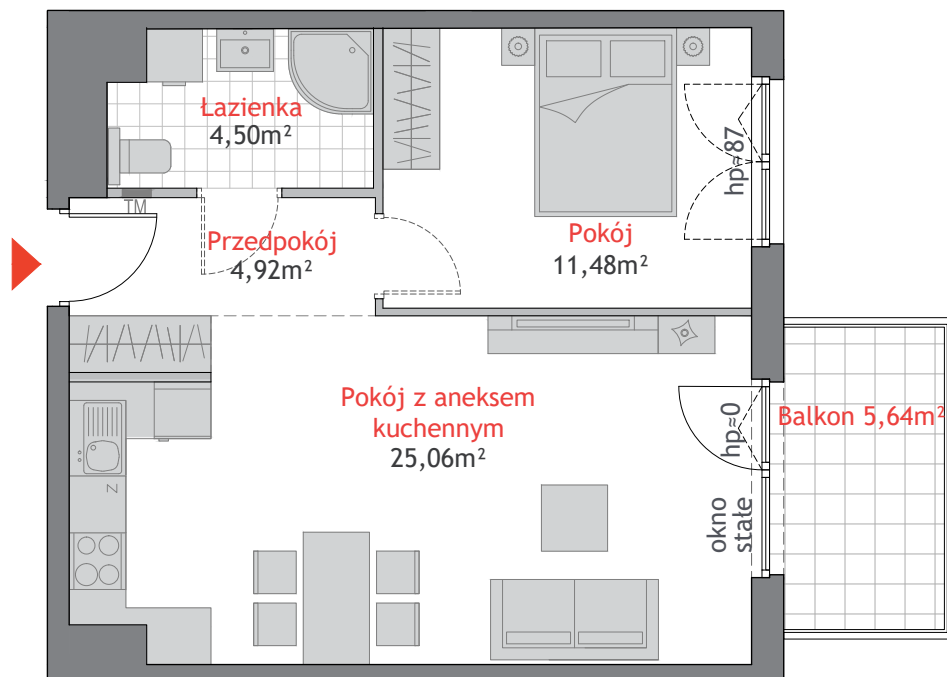 Łazienka
4,50m²
TM
Przedpokój
4,92m²
Pokój
11,48m²
hp≈87
Pokój z aneksem
kuchennym
25,06m²
hp≈0
Balkon 5,64m²
okno
stałe
Z